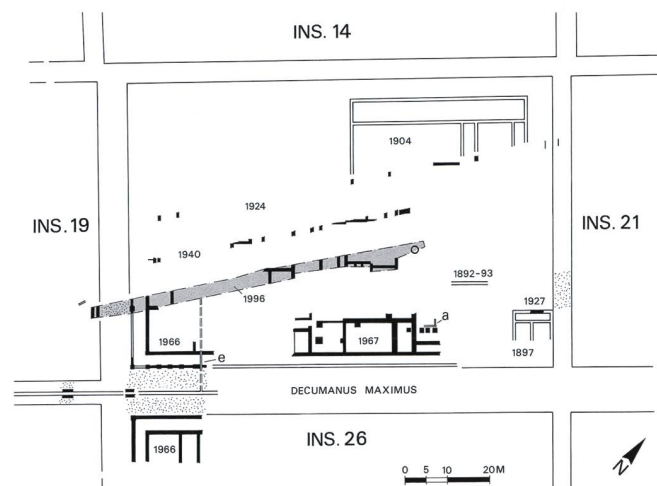 INS. 14
1904
INS. 19
1924
INS. 21
1940
1892-93
1996
1927
a
1966
1967
e
1897
DECUMANUS MAXIMUS
INS. 26
1966
0 5 10 20 M
N